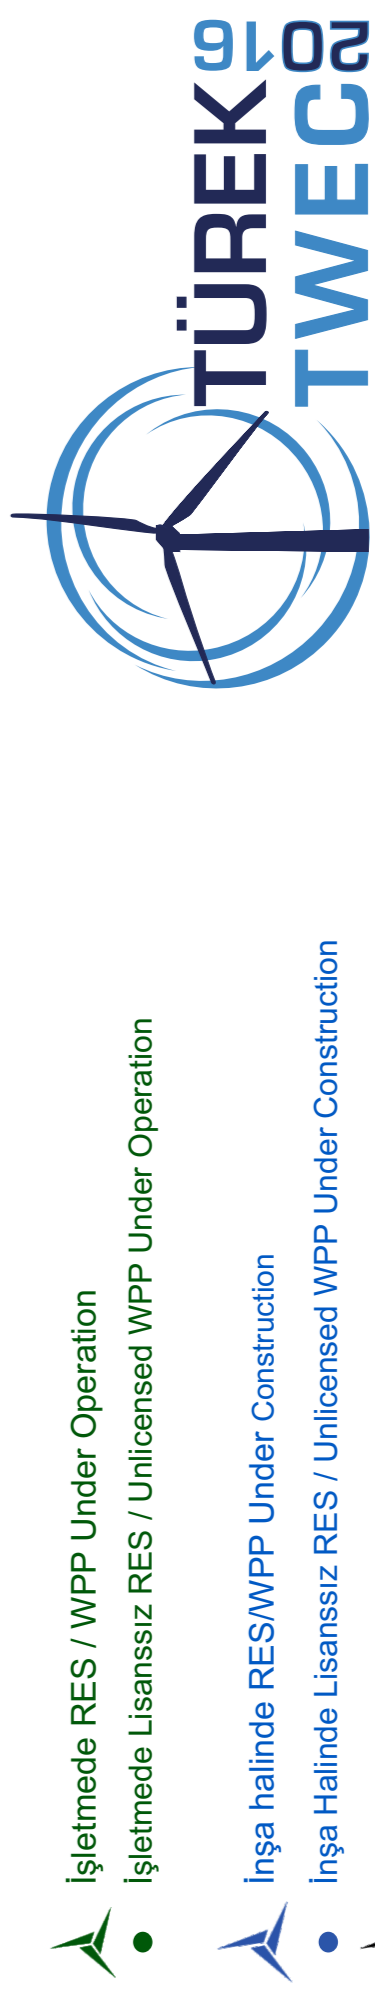 İşletmede RES / WPP Under Operation
işletmede Lisanssız RES / Unlicensed WPP Under Operation
İnşa halinde RES/WPP Under Construction
İnşa Halinde Lisanssız RES / Unlicensed WPP Under Construction
TÜREK
TWEC
2016